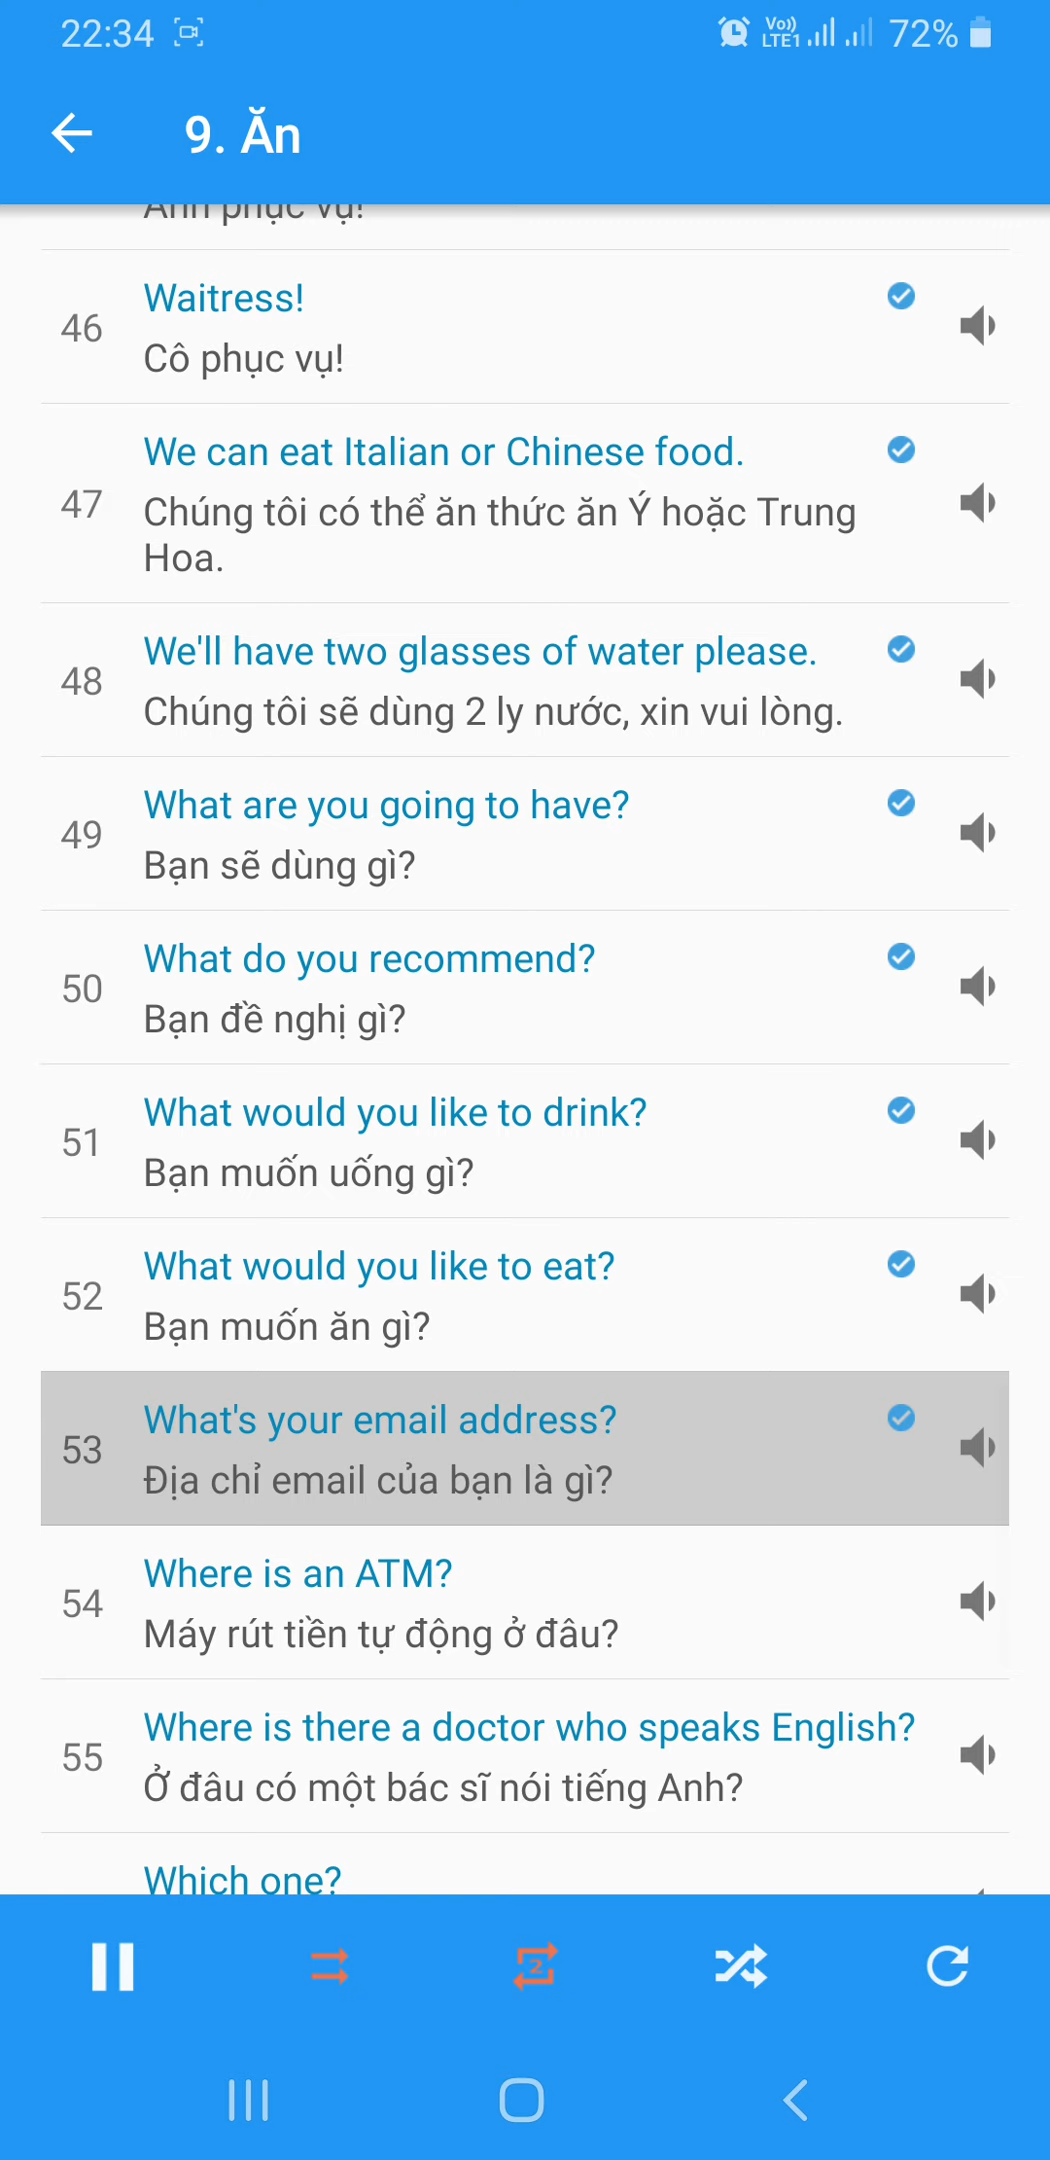 22:34
Vo)) LTE1 72%
9. Ăn
Anh phục vụ!
46
Waitress!
Cô phục vụ!
47
We can eat Italian or Chinese food.
Chúng tôi có thể ăn thức ăn Ý hoặc Trung
Hoa.
48
We'll have two glasses of water please.
Chúng tôi sẽ dùng 2 ly nước, xin vui lòng.
49
What are you going to have?
Bạn sẽ dùng gì?
50
What do you recommend?
Bạn đề nghị gì?
51
What would you like to drink?
Bạn muốn uống gì?
52
What would you like to eat?
Bạn muốn ăn gì?
53
What's your email address?
Địa chỉ email của bạn là gì?
54
Where is an ATM?
Máy rút tiền tự động ở đâu?
55
Where is there a doctor who speaks English?
Ở đâu có một bác sĩ nói tiếng Anh?
Which one?
2